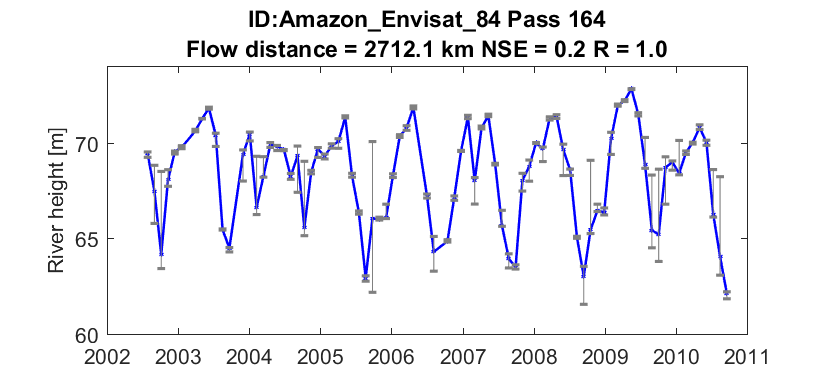 ID:Amazon_Envisat_84 Pass 164
Flow distance = 2712.1 km NSE = 0.2 R = 1.0
River height [m]
70
65
60
2002 2003 2004 2005 2006 2007 2008 2009 2010 2011